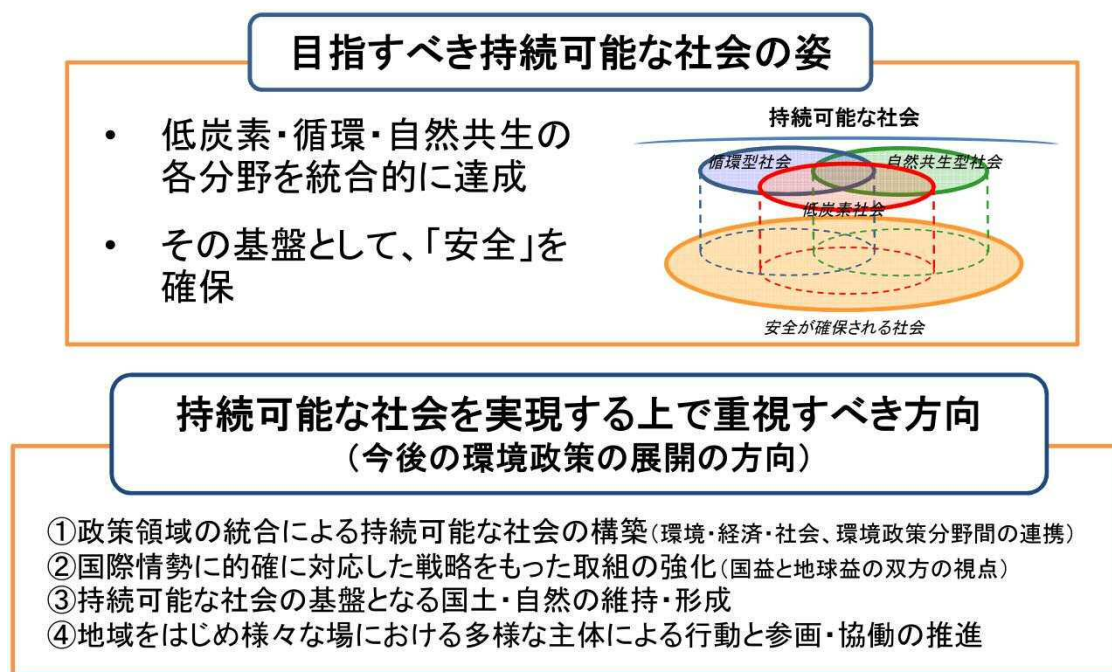 目指すべき持続可能な社会の姿
• 低炭素・循環・自然共生の
各分野を統合的に達成
• その基盤として、「安全」を
確保
持続可能な社会
循環型社会
自然共生型社会
低炭素社会
安全が確保される社会
持続可能な社会を実現する上で重視すべき方向
（今後の環境政策の展開の方向）
①政策領域の統合による持続可能な社会の構築（環境・経済・社会、環境政策分野間の連携）
②国際情勢に的確に対応した戦略をもった取組の強化（国益と地球益の双方の視点）
③持続可能な社会の基盤となる国土・自然の維持・形成
④地域をはじめ様々な場における多様な主体による行動と参画・協働の推進